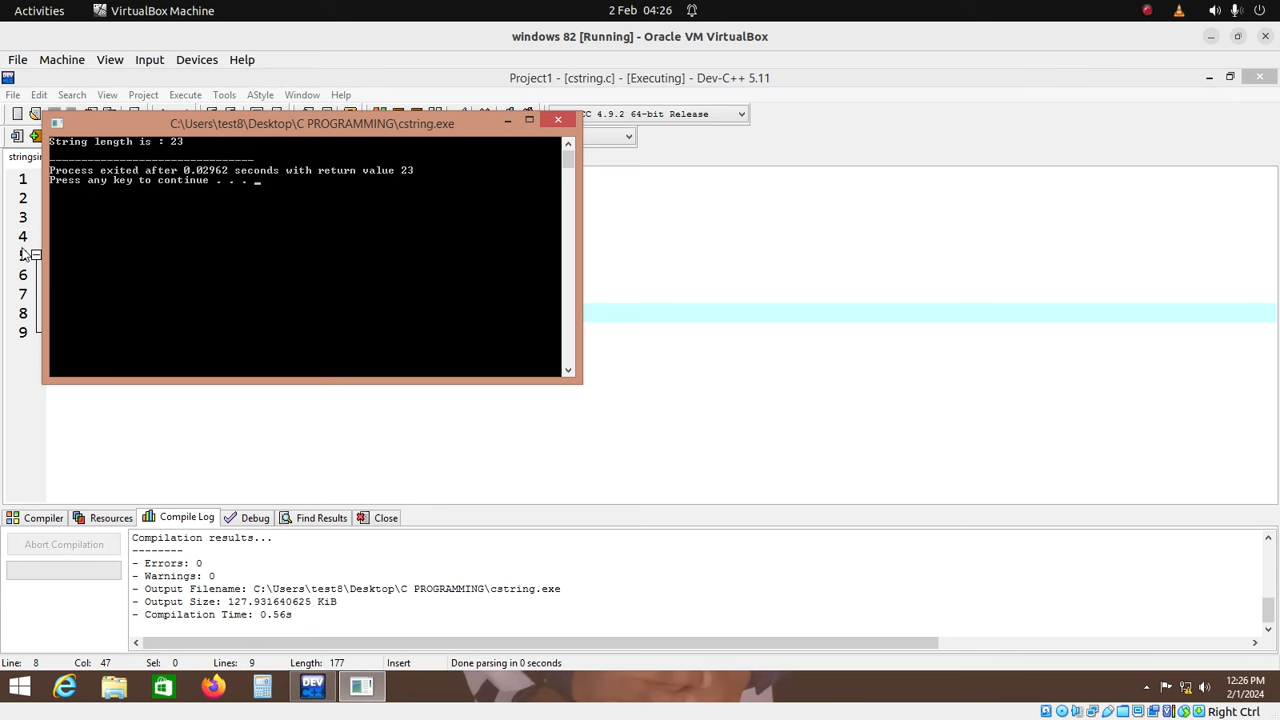 Activities VirtualBox Machine 2 Feb 04:26
windows 82 [Running] - Oracle VM VirtualBox
File Machine View Input Devices Help
Project1 - [cstring.c] - [Executing] - Dev-C++ 5.11
File Edit Search View Project Execute Tools AStyle Window Help
CC 4.9.2 64-bit Release
C:\Users\test8\Desktop\C PROGRAMMING\cstring.exe
String length is : 23
--------------------------------
Process exited after 0.02962 seconds with return value 23
Press any key to continue . . . _
1
2
3
4
6
7
8
9
Compiler Resources Compile Log Debug Find Results Close
Abort Compilation
Compilation results...
--------
- Errors: 0
- Warnings: 0
- Output Filename: C:\Users\test8\Desktop\C PROGRAMMING\cstring.exe
- Output Size: 127.931640625 KiB
- Compilation Time: 0.56s
Line: 8 Col: 47 Sel: 0 Lines: 9 Length: 177 Insert Done parsing in 0 seconds
DEV
12:26 PM
2/1/2024
Right Ctrl